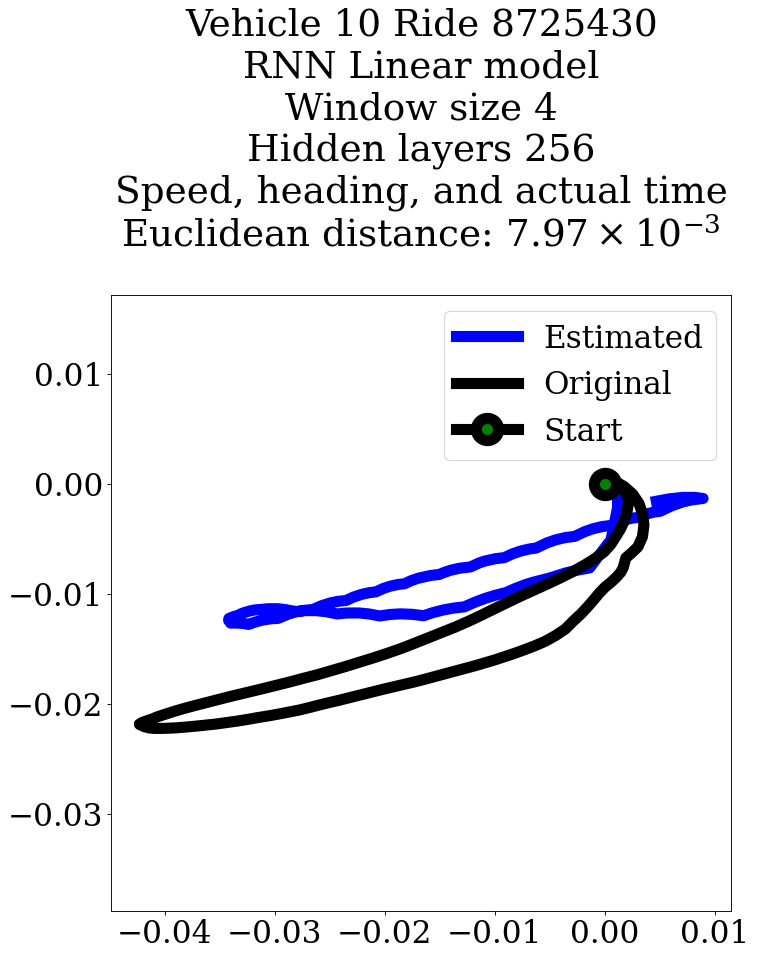 Vehicle 10 Ride 8725430
RNN Linear model
Window size 4
Hidden layers 256
Speed, heading, and actual time
Euclidean distance: 7.97 × 10⁻³
Estimated
Original
Start
0.01
0.00
−0.01
−0.02
−0.03
−0.04 −0.03 −0.02 −0.01 0.00 0.01